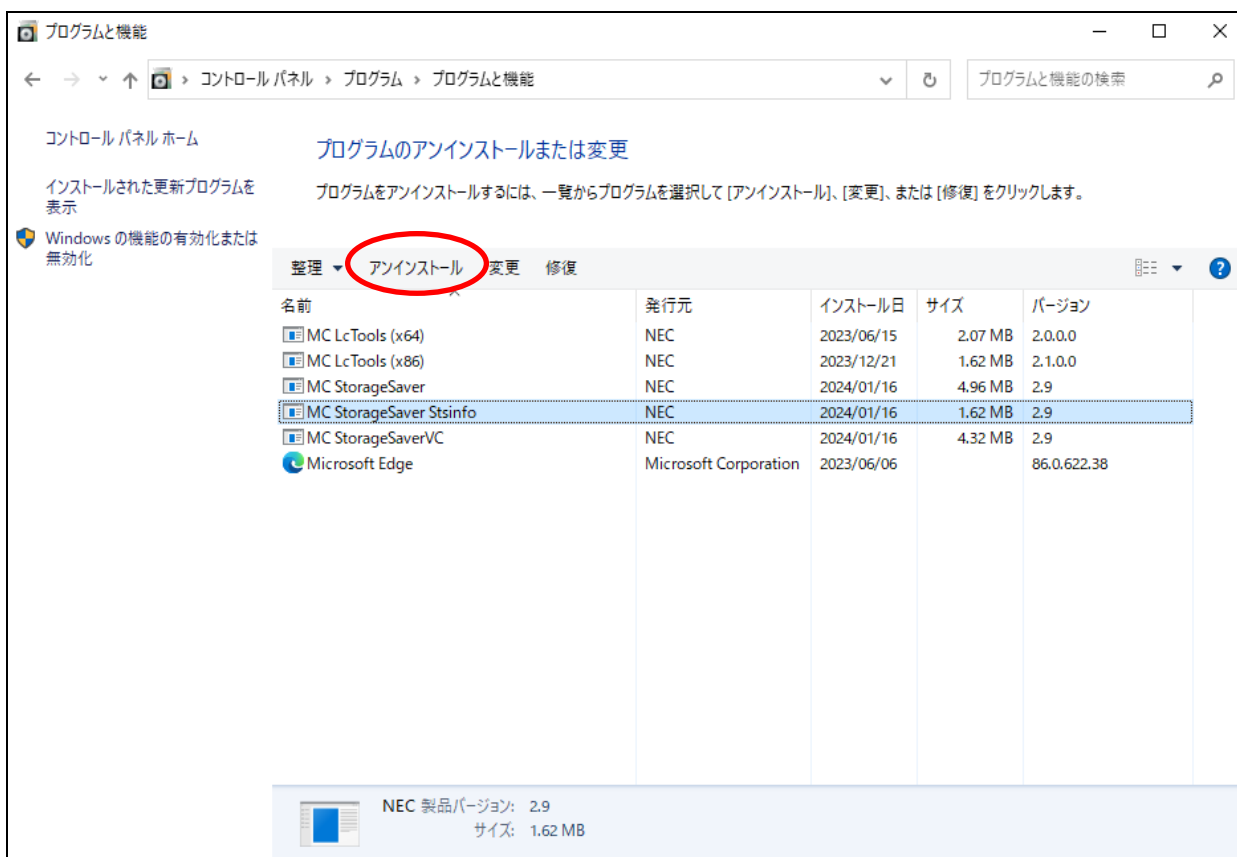 プログラムと機能
コントロール パネル › プログラム › プログラムと機能
プログラムと機能の検索
コントロール パネル ホーム
インストールされた更新プログラムを
表示
Windows の機能の有効化または
無効化
プログラムのアンインストールまたは変更
プログラムをアンインストールするには、一覧からプログラムを選択して [アンインストール]、[変更]、または [修復] をクリックします。
整理 アンインストール 変更 修復
名前 発行元 インストール日 サイズ バージョン
MC LcTools (x64) NEC 2023/06/15 2.07 MB 2.0.0.0
MC LcTools (x86) NEC 2023/12/21 1.62 MB 2.1.0.0
MC StorageSaver NEC 2024/01/16 4.96 MB 2.9
MC StorageSaver Stsinfo NEC 2024/01/16 1.62 MB 2.9
MC StorageSaverVC NEC 2024/01/16 4.32 MB 2.9
Microsoft Edge Microsoft Corporation 2023/06/06 86.0.622.38
NEC 製品バージョン: 2.9
サイズ: 1.62 MB